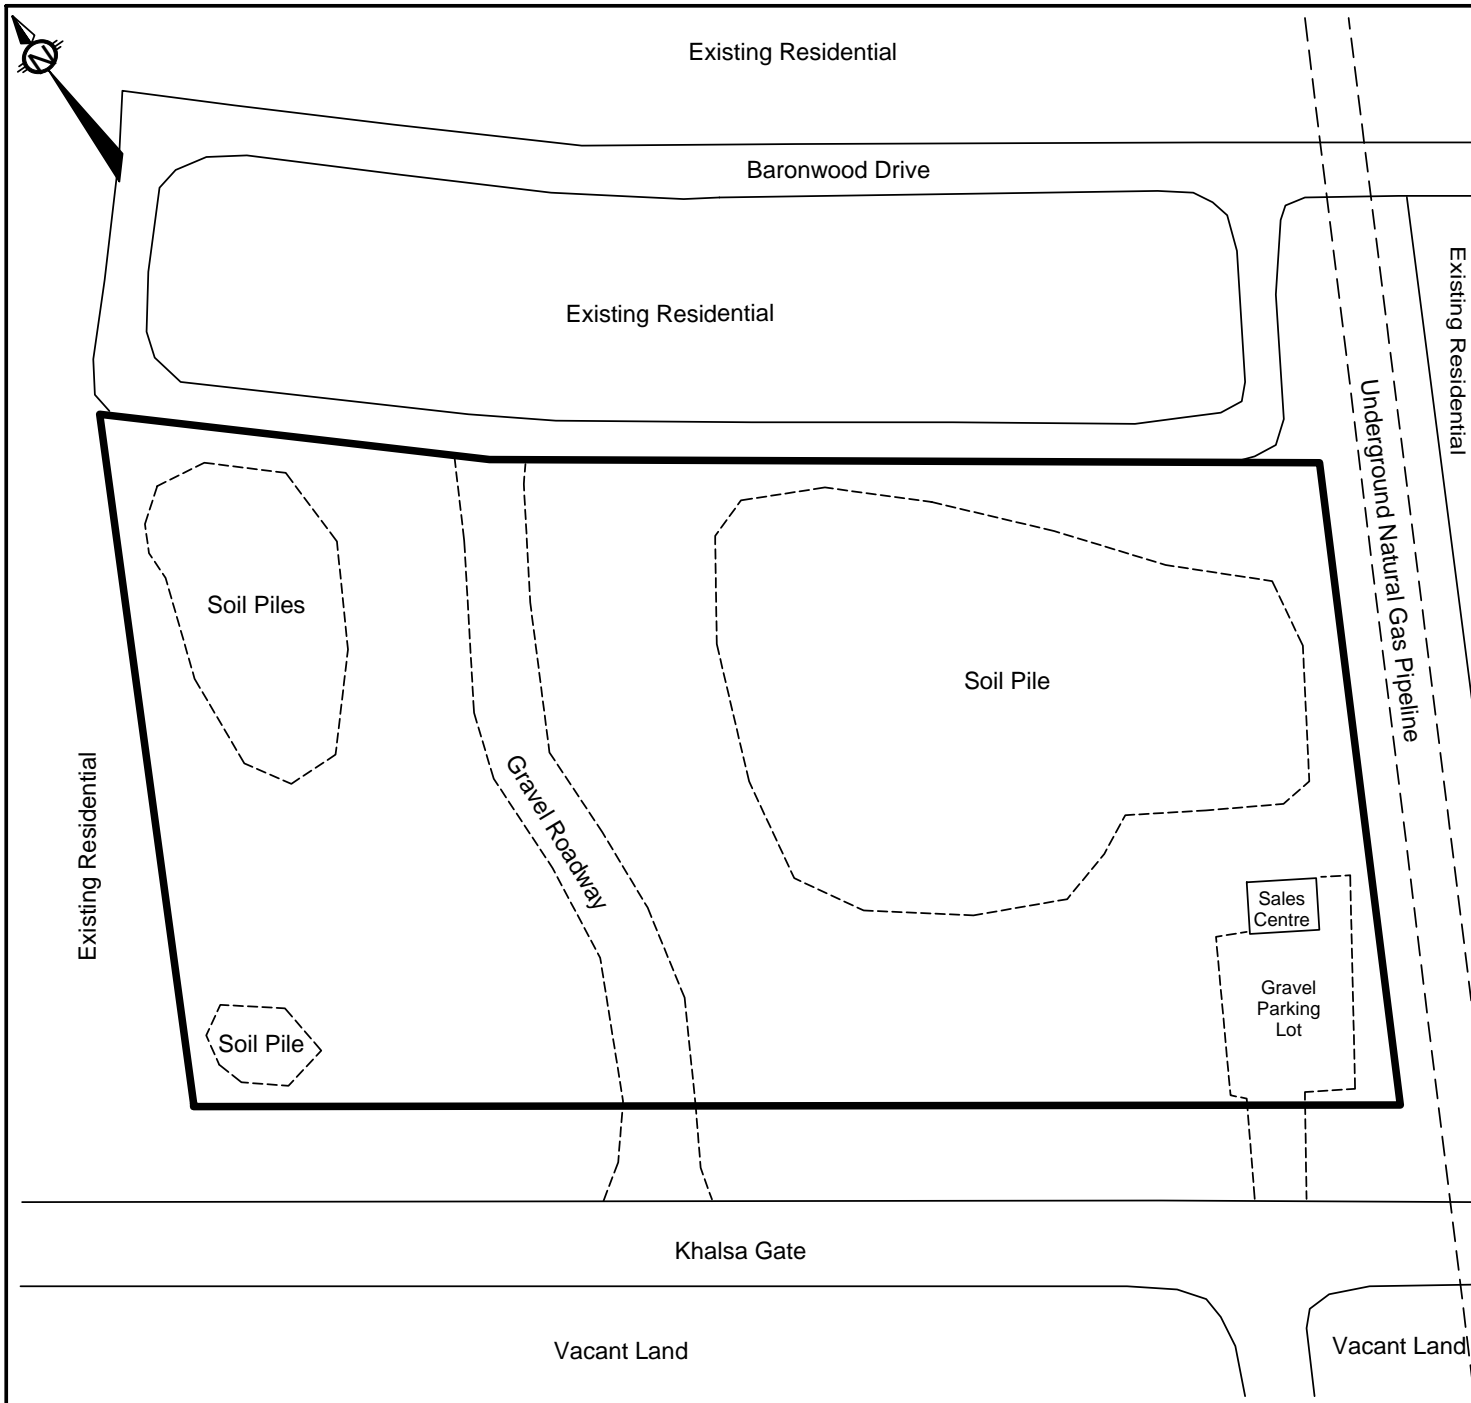 N
Existing Residential
Baronwood Drive
Existing Residential
Existing Residential
Underground Natural Gas Pipeline
Soil Piles
Soil Pile
Gravel Roadway
Existing Residential
Sales
Centre
Gravel
Parking
Lot
Soil Pile
Khalsa Gate
Vacant Land
Vacant Land